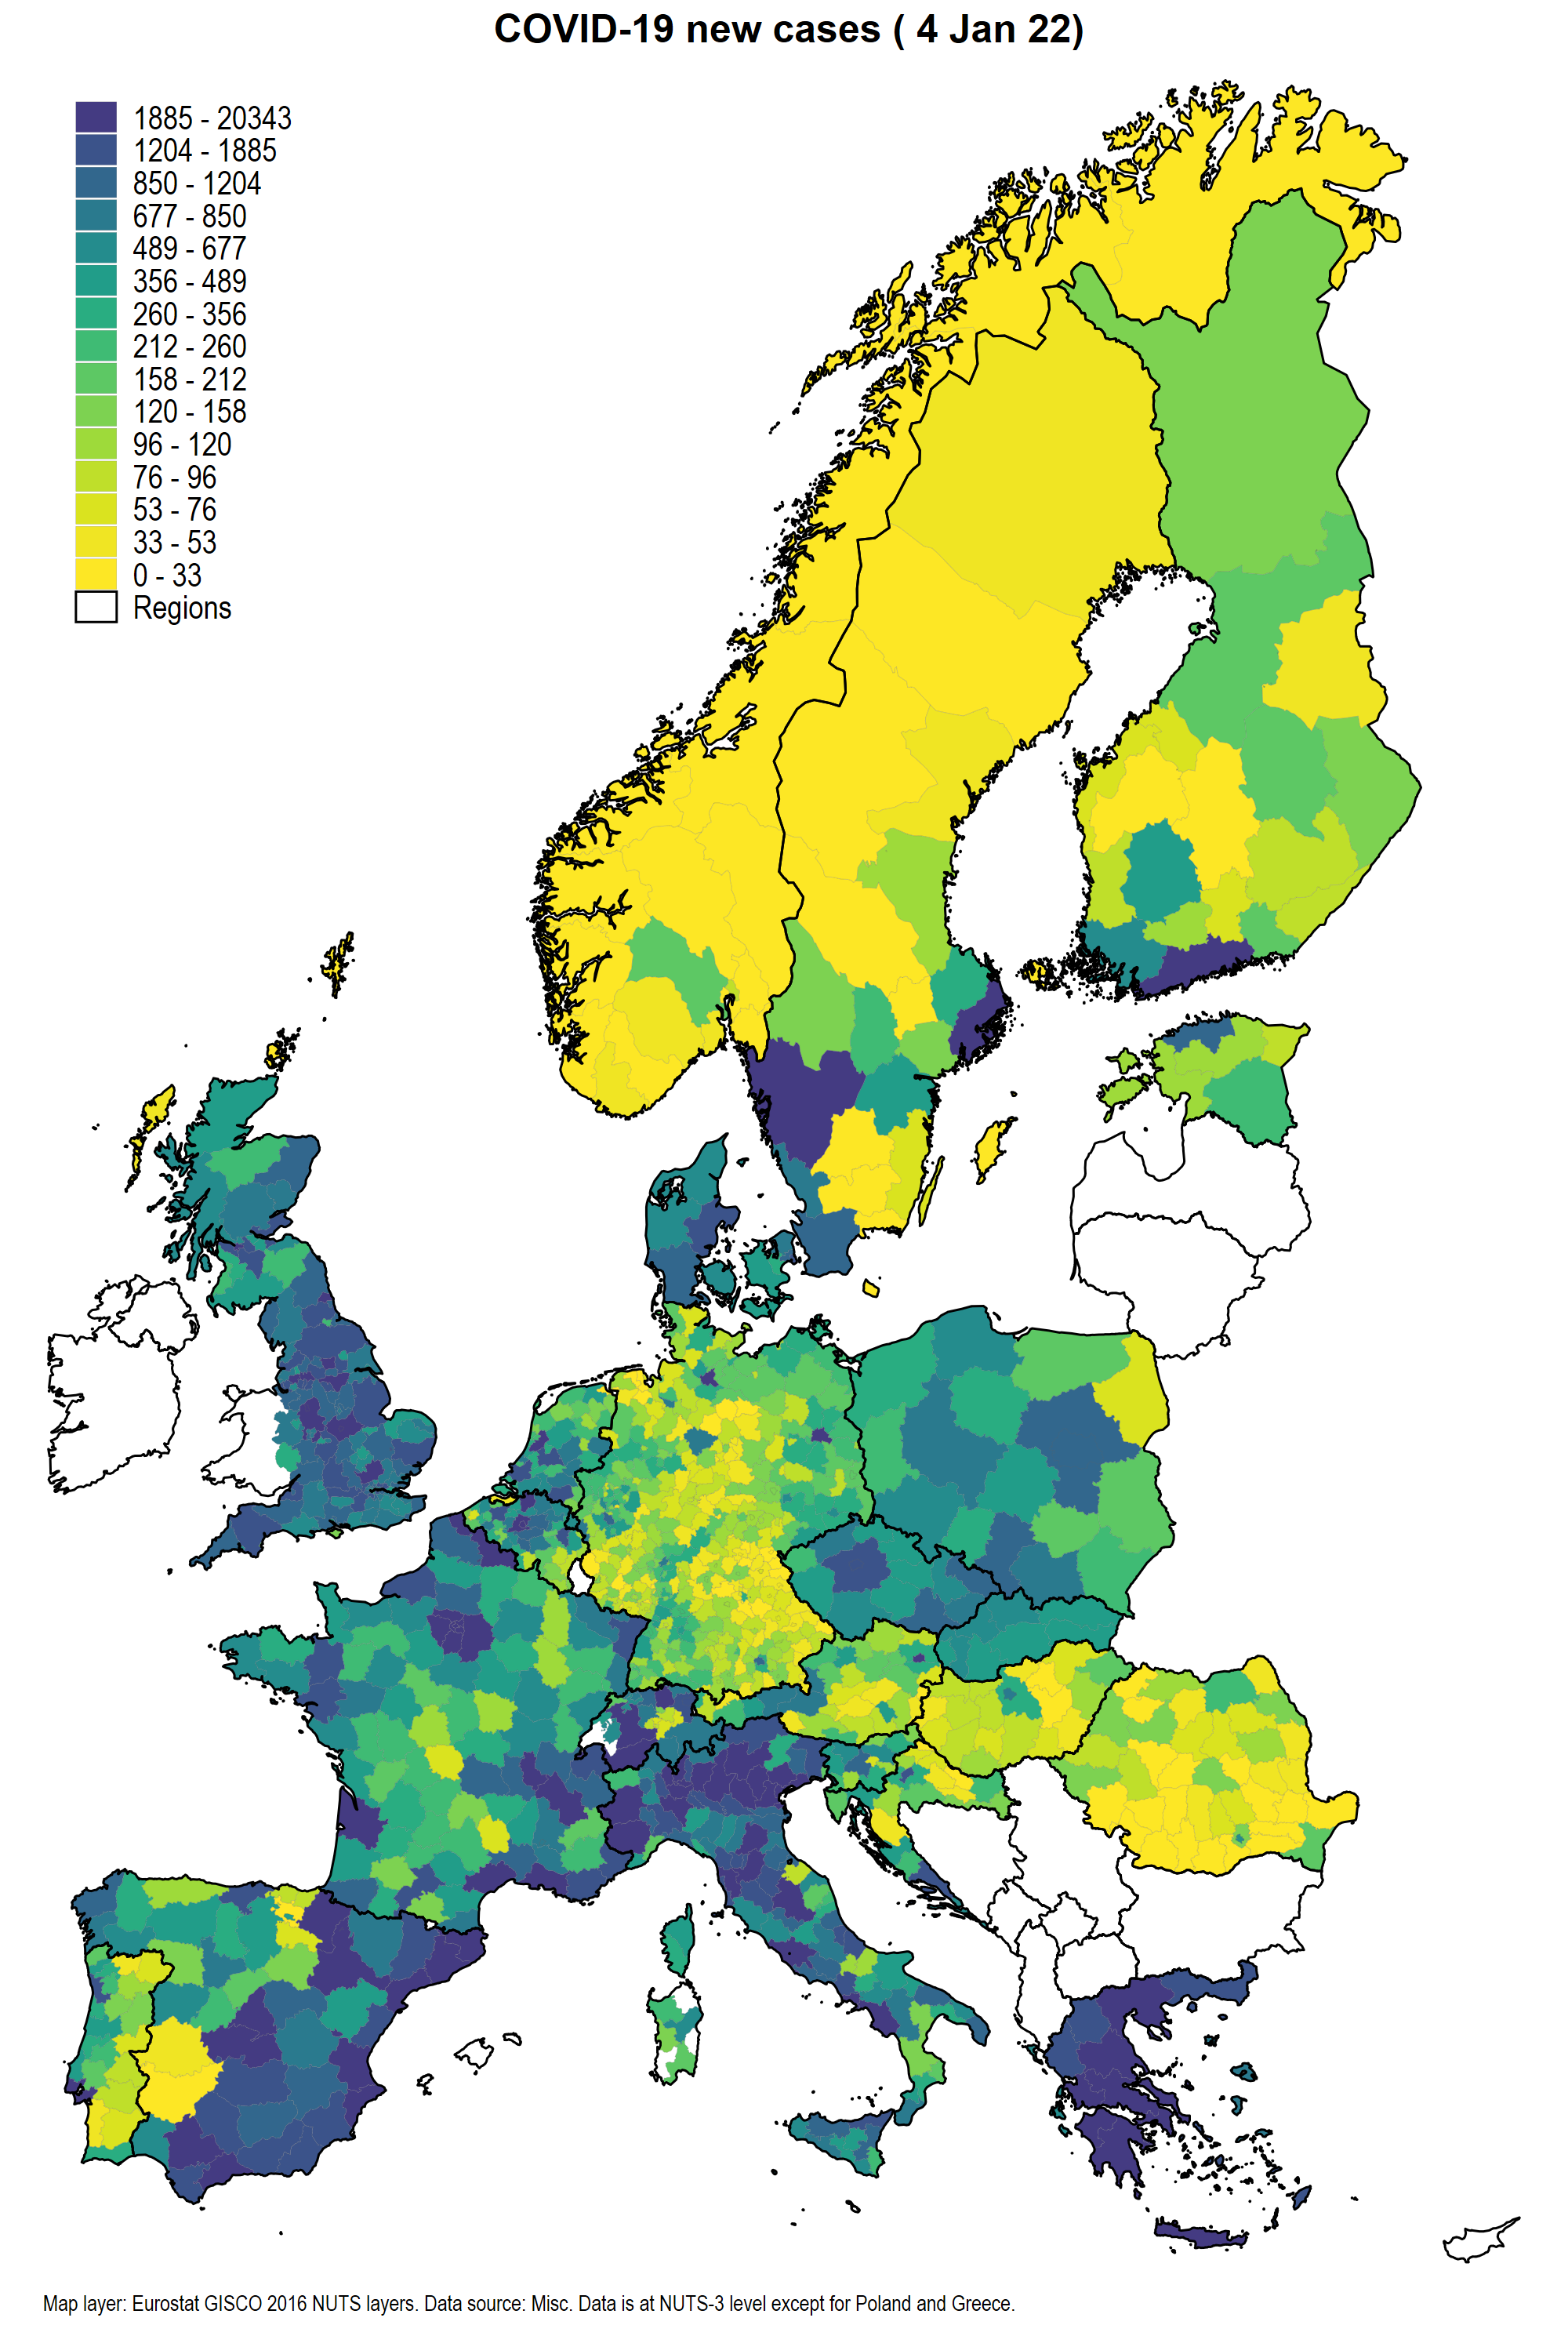 COVID-19 new cases ( 4 Jan 22)
1885 - 20343
1204 - 1885
850 - 1204
677 - 850
489 - 677
356 - 489
260 - 356
212 - 260
158 - 212
120 - 158
96 - 120
76 - 96
53 - 76
33 - 53
0 - 33
Regions
Map layer: Eurostat GISCO 2016 NUTS layers. Data source: Misc. Data is at NUTS-3 level except for Poland and Greece.